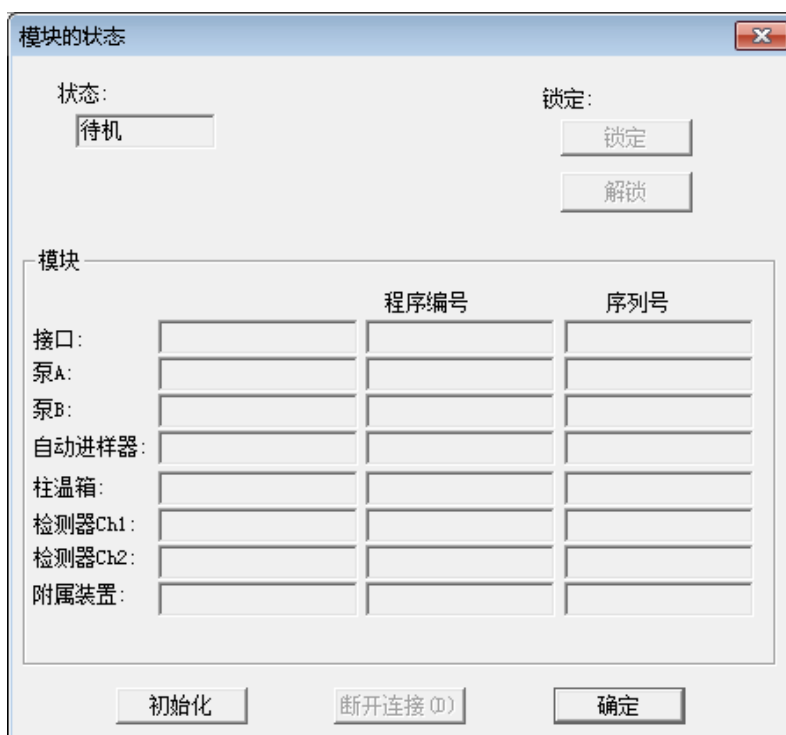 模块的状态
状态:
锁定:
待机
锁定
解锁
模块
程序编号 序列号
接口:
泵A:
泵B:
自动进样器:
柱温箱:
检测器Ch1:
检测器Ch2:
附属装置:
初始化 断开连接(D) 确定